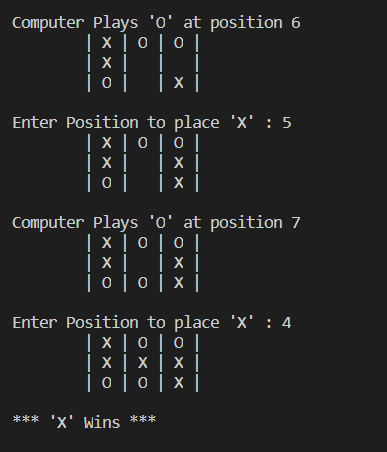 Computer Plays 'O' at position 6
| X | O | O |
| X |   |   |
| O |   | X |
Enter Position to place 'X' : 5
| X | O | O |
| X |   | X |
| O |   | X |
Computer Plays 'O' at position 7
| X | O | O |
| X |   | X |
| O | O | X |
Enter Position to place 'X' : 4
| X | O | O |
| X | X | X |
| O | O | X |
*** 'X' Wins ***